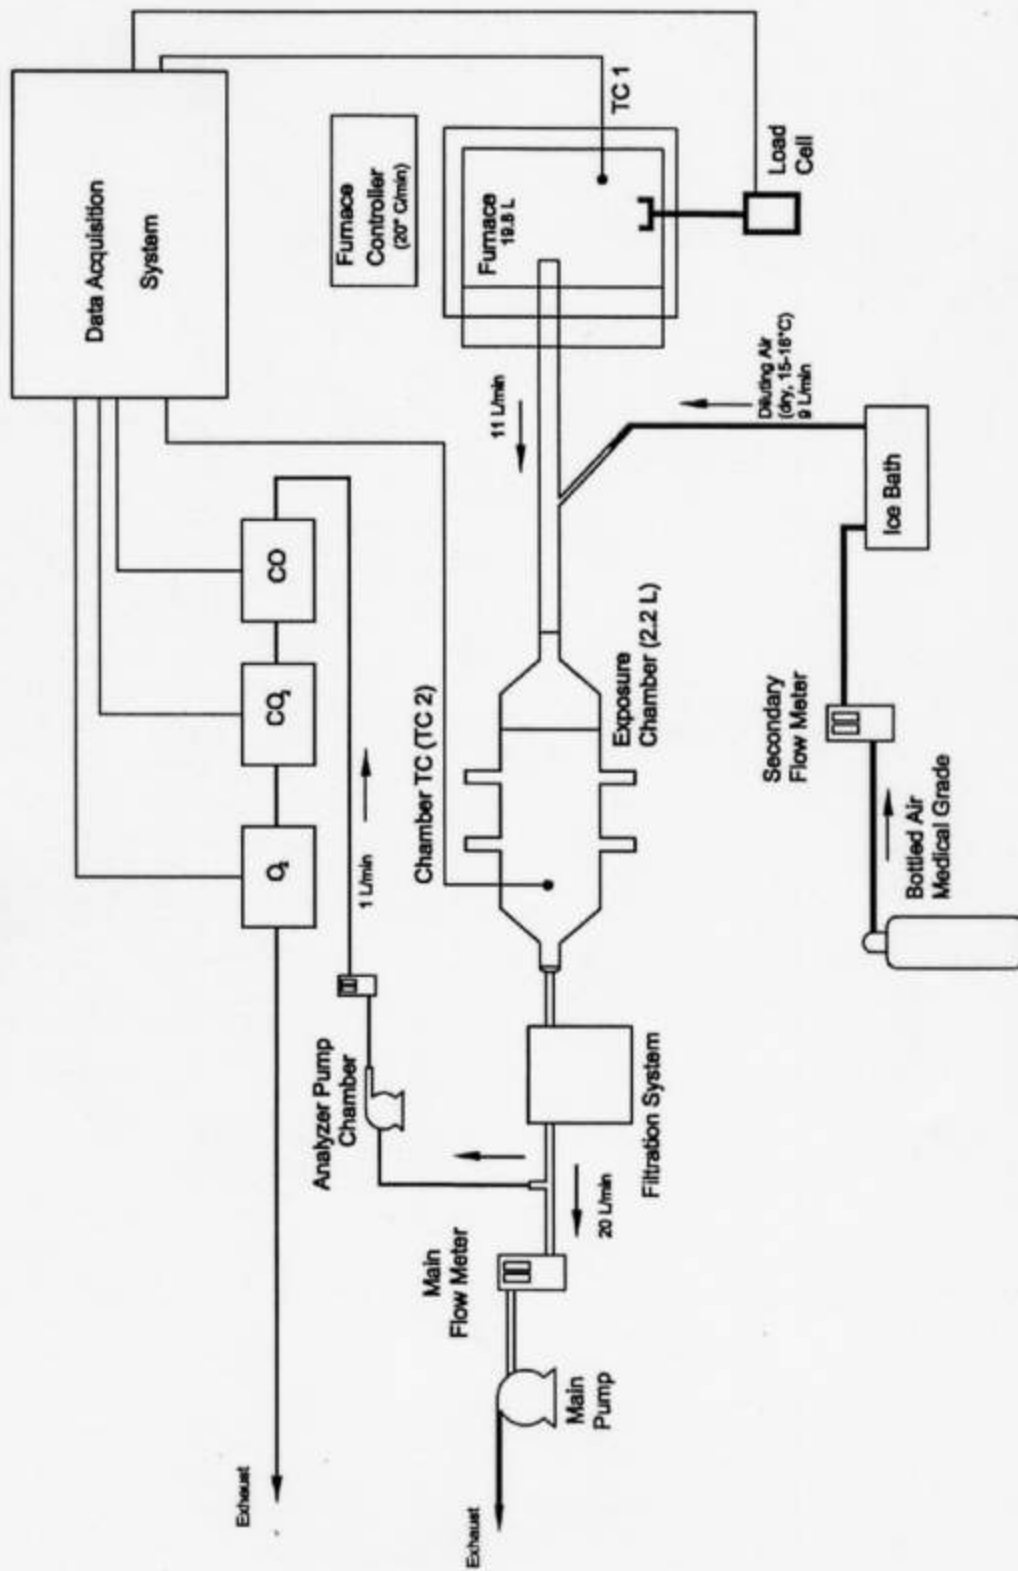 Data Acquisition
System
Furnace
Controller
(20° C/min)
TC 1
Furnace
19.8 L
Load
Cell
11 L/min
Diluting Air
(dry, 15-16°C)
9 L/min
Ice Bath
CO
CO₂
O₂
1 L/min
Chamber TC (TC 2)
Exposure
Chamber (2.2 L)
Secondary
Flow Meter
Bottled Air
Medical Grade
Analyzer Pump
Chamber
Filtration System
20 L/min
Main
Flow Meter
Main
Pump
Exhaust
Exhaust